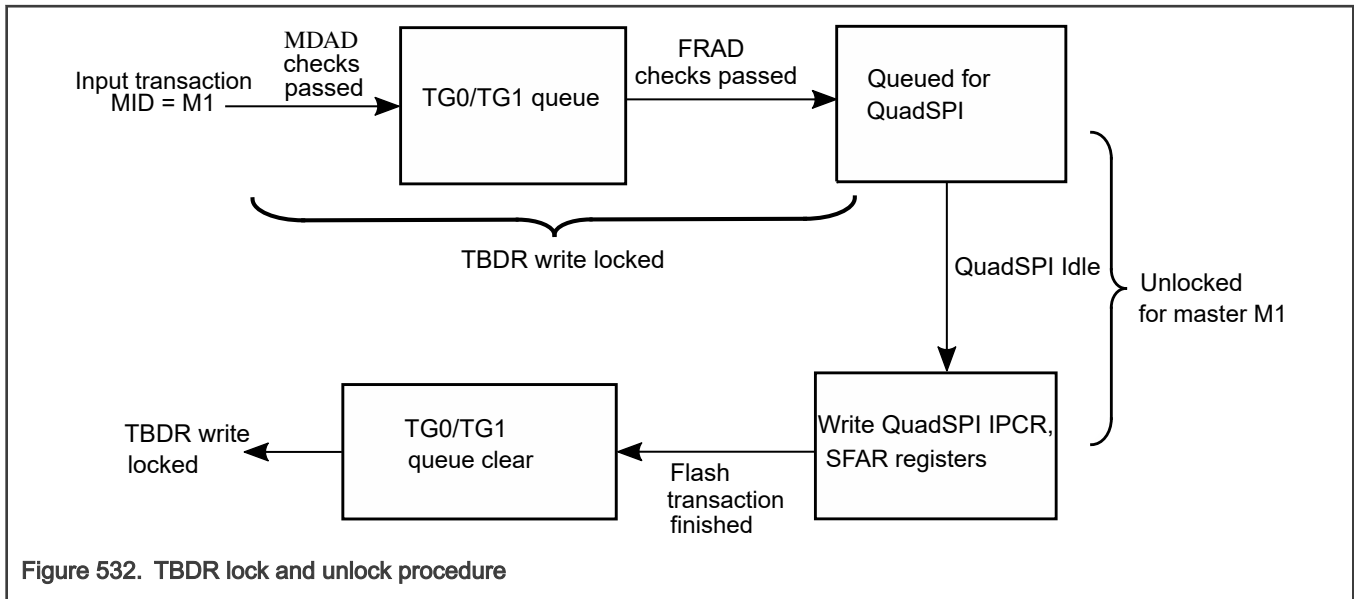 MDAD
checks
passed
Input transaction
MID = M1
TG0/TG1 queue
FRAD
checks passed
Queued for
QuadSPI
TBDR write locked
QuadSPI Idle
Unlocked
for master M1
Write QuadSPI IPCR,
SFAR registers
Flash
transaction
finished
TG0/TG1
queue clear
TBDR write
locked
Figure 532. TBDR lock and unlock procedure